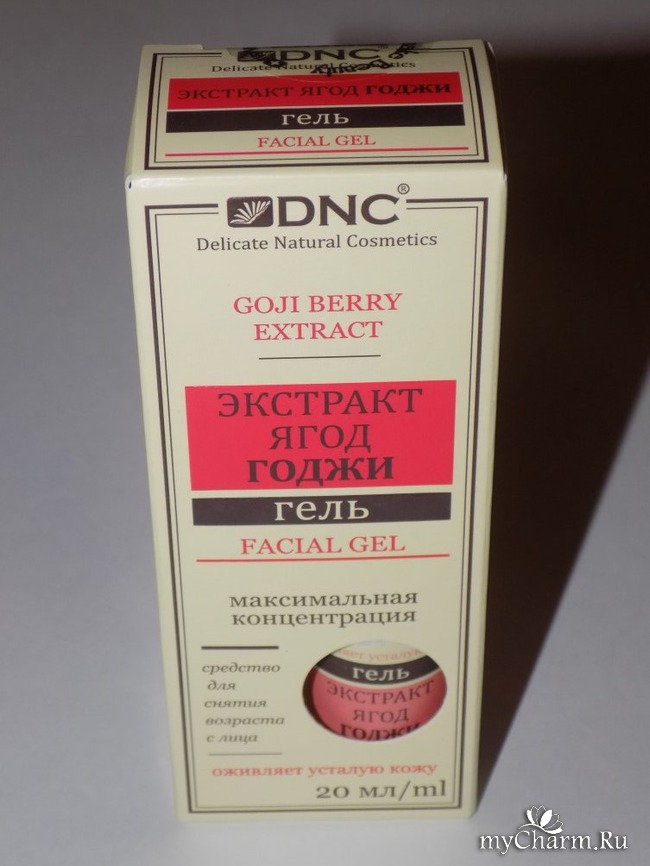 DNC
Delicate Natural Cosmetics
ЭКСТРАКТ ЯГОД ГОДЖИ
гель
FACIAL GEL
DNC®
Delicate Natural Cosmetics
GOJI BERRY
EXTRACT
ЭКСТРАКТ
ЯГОД
ГОДЖИ
гель
FACIAL GEL
максимальная
концентрация
средство
для
снятия
возраста
с лица
усталую
гель
ЭКСТРАКТ
ЯГОД
ГОДЖИ
оживляет усталую кожу
20 мл/ml
myCharm.Ru